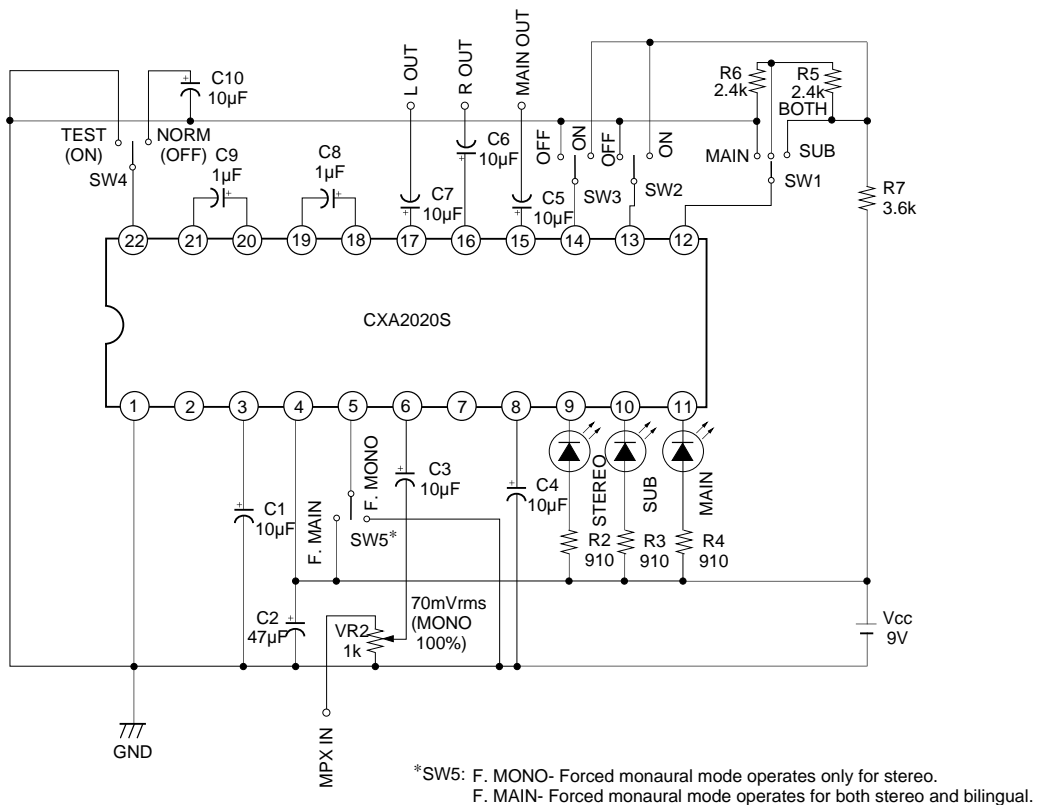 L OUT
R OUT
MAIN OUT
C10
10µF
R6
2.4k
R5
2.4k
BOTH
TEST
(ON)
NORM
(OFF)
SW4
C9
1µF
C8
1µF
C7
10µF
C6
10µF
C5
10µF
OFF
ON
SW3
OFF
ON
SW2
MAIN
SUB
SW1
R7
3.6k
22
21
20
19
18
17
16
15
14
13
12
CXA2020S
1
2
3
4
5
6
7
8
9
10
11
C1
10µF
F. MAIN
F. MONO
SW5*
C3
10µF
C4
10µF
STEREO
SUB
MAIN
R2
910
R3
910
R4
910
C2
47µF
VR2
1k
70mVrms
(MONO
100%)
Vcc
9V
GND
MPX IN
*SW5: F. MONO- Forced monaural mode operates only for stereo.
F. MAIN- Forced monaural mode operates for both stereo and bilingual.